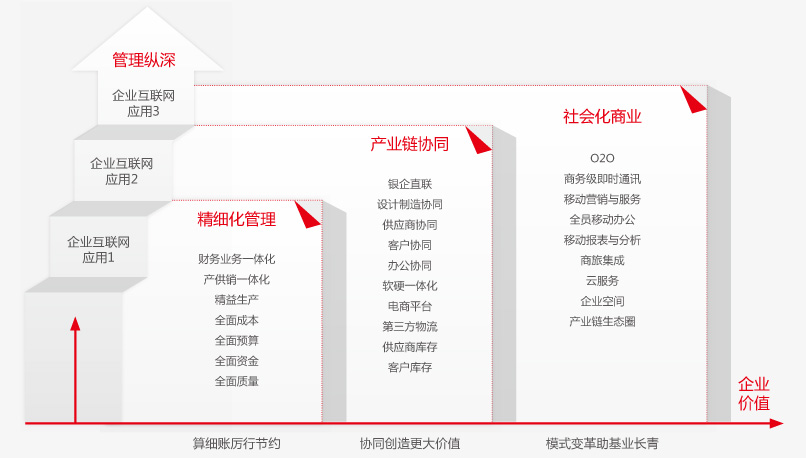 管理纵深
企业互联网
应用3
企业互联网
应用2
企业互联网
应用1
精细化管理
财务业务一体化
产供销一体化
精益生产
全面成本
全面预算
全面资金
全面质量
产业链协同
银企直联
设计制造协同
供应商协同
客户协同
办公协同
软硬一体化
电商平台
第三方物流
供应商库存
客户库存
社会化商业
O2O
商务级即时通讯
移动营销与服务
全员移动办公
移动报表与分析
商旅集成
云服务
企业空间
产业链生态圈
企业
价值
算细账厉行节约
协同创造更大价值
模式变革助基业长青